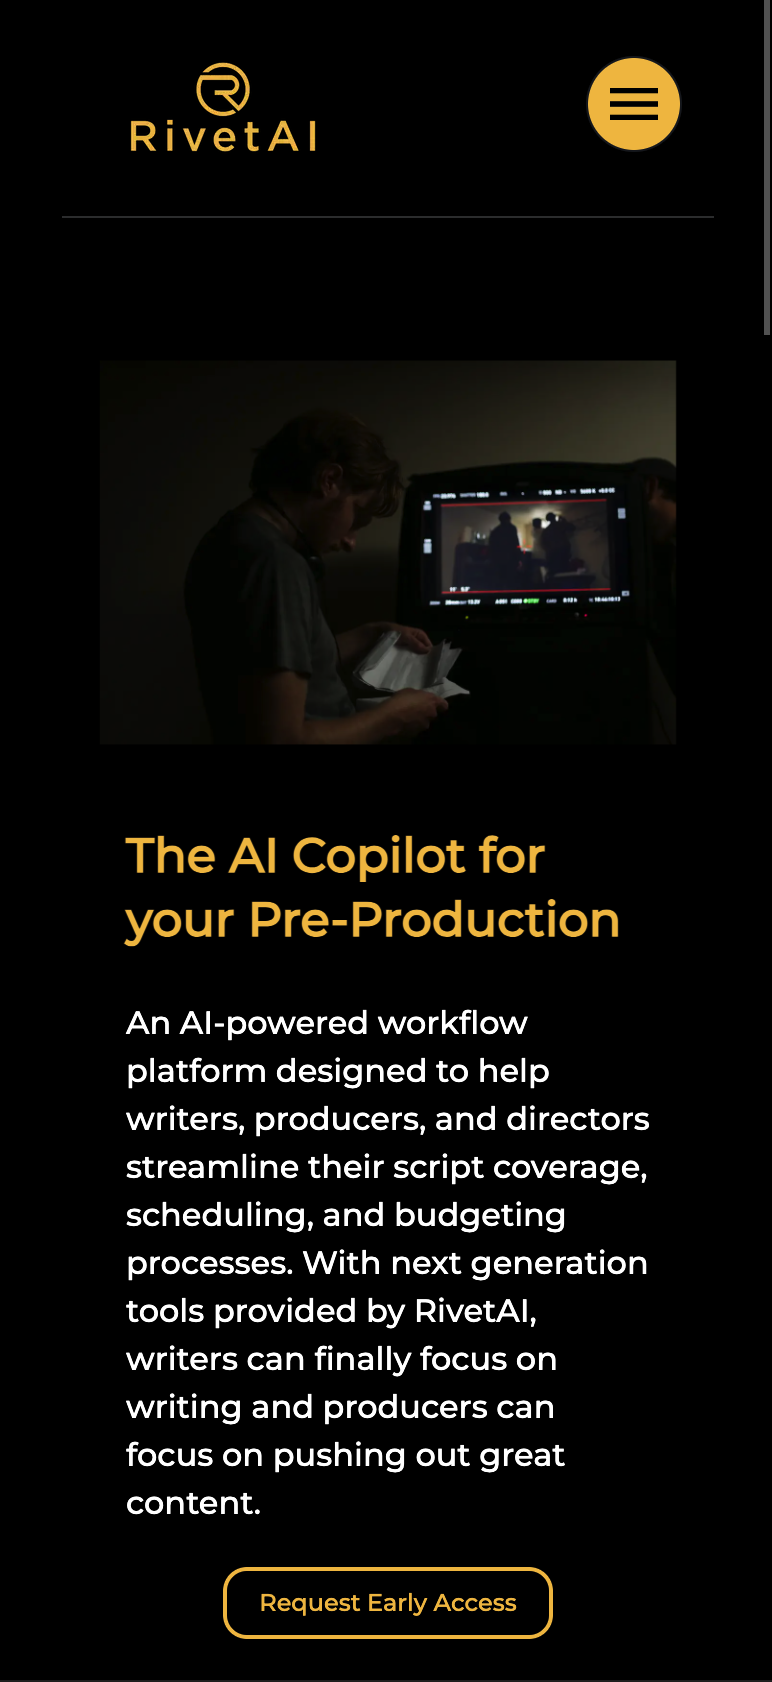 RivetAI
The AI Copilot for
your Pre-Production
An AI-powered workflow
platform designed to help
writers, producers, and directors
streamline their script coverage,
scheduling, and budgeting
processes. With next generation
tools provided by RivetAI,
writers can finally focus on
writing and producers can
focus on pushing out great
content.
Request Early Access